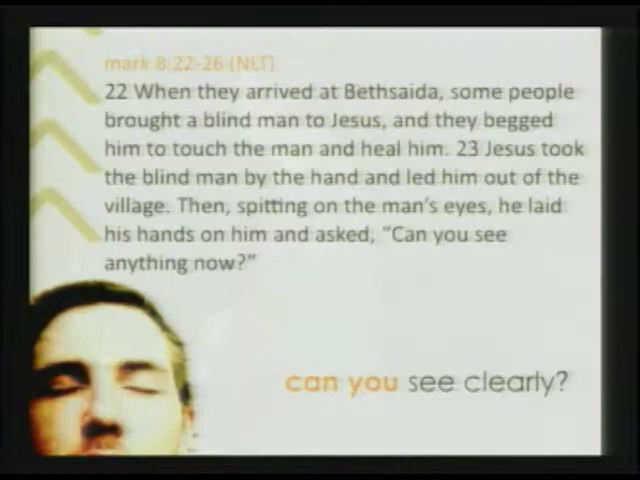 mark 8:22-26 (NLT)
22 When they arrived at Bethsaida, some people
brought a blind man to Jesus, and they begged
him to touch the man and heal him. 23 Jesus took
the blind man by the hand and led him out of the
village. Then, spitting on the man’s eyes, he laid
his hands on him and asked, “Can you see
anything now?”
can you see clearly?